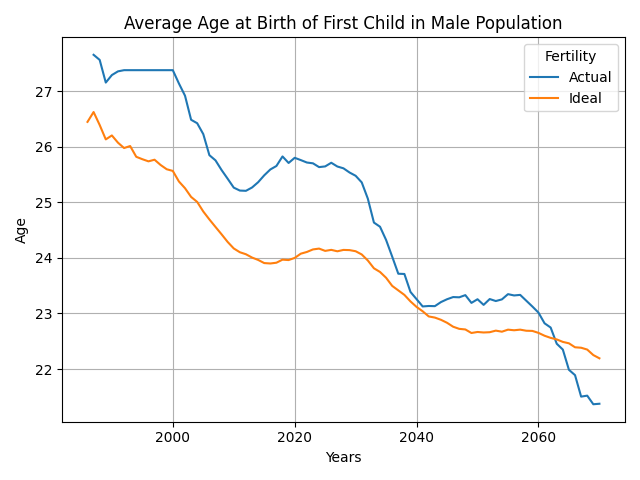 Average Age at Birth of First Child in Male Population
Fertility
Actual
Ideal
Age
27
26
25
24
23
22
2000 2020 2040 2060
Years